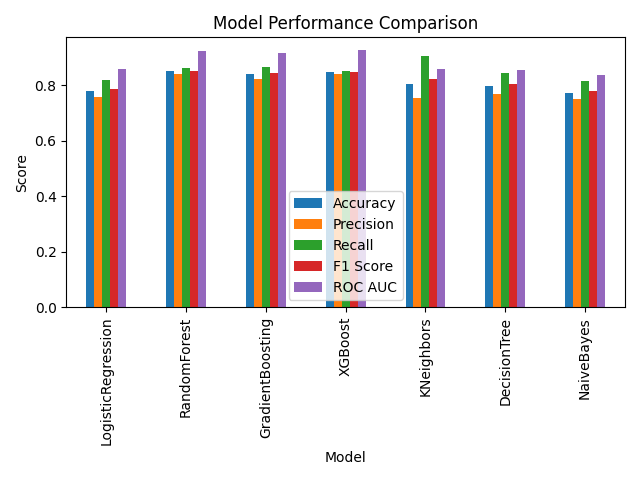 Model Performance Comparison
Score
0.8
0.6
0.4
0.2
0.0
Accuracy
Precision
Recall
F1 Score
ROC AUC
LogisticRegression
RandomForest
GradientBoosting
XGBoost
KNeighbors
DecisionTree
NaiveBayes
Model